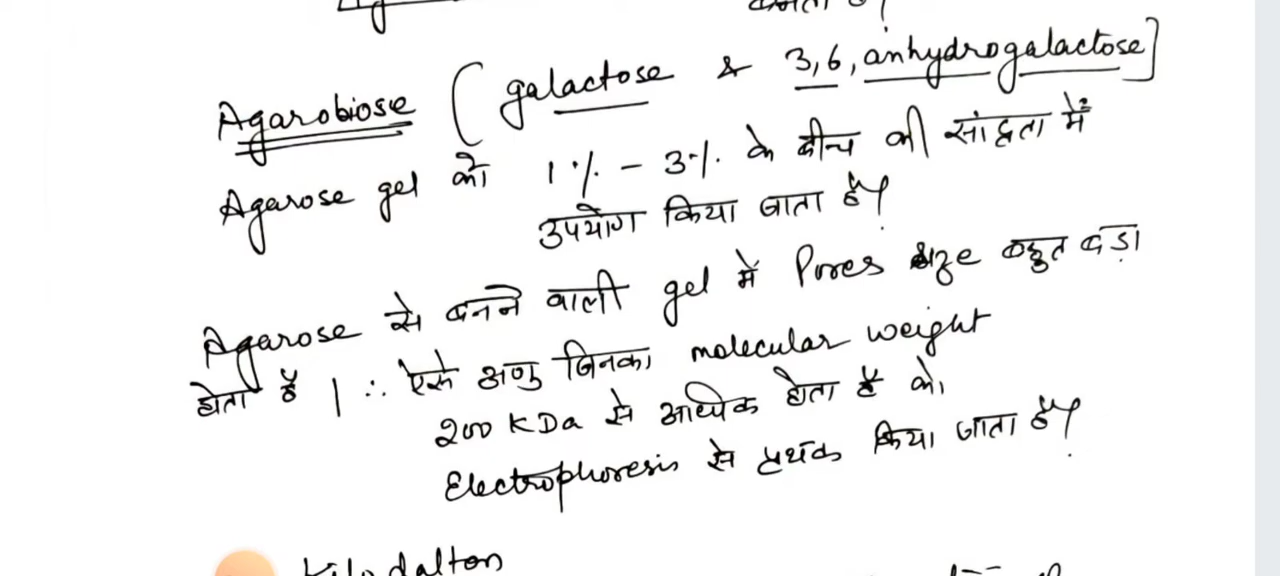 Agarobiose (galactose & 3,6, anhydrogalactose]
Agarose gel को 1% - 3% के बीच की सांद्रता में
उपयोग किया जाता है।
Agarose से बनने वाली gel में Pores size बहुत बड़ा
होता है | ∴ ऐसे अणु जिनका molecular weight
200 KDa से अधिक होता है को,
Electrophoresis से पृथक किया जाता है।
Kilodalton